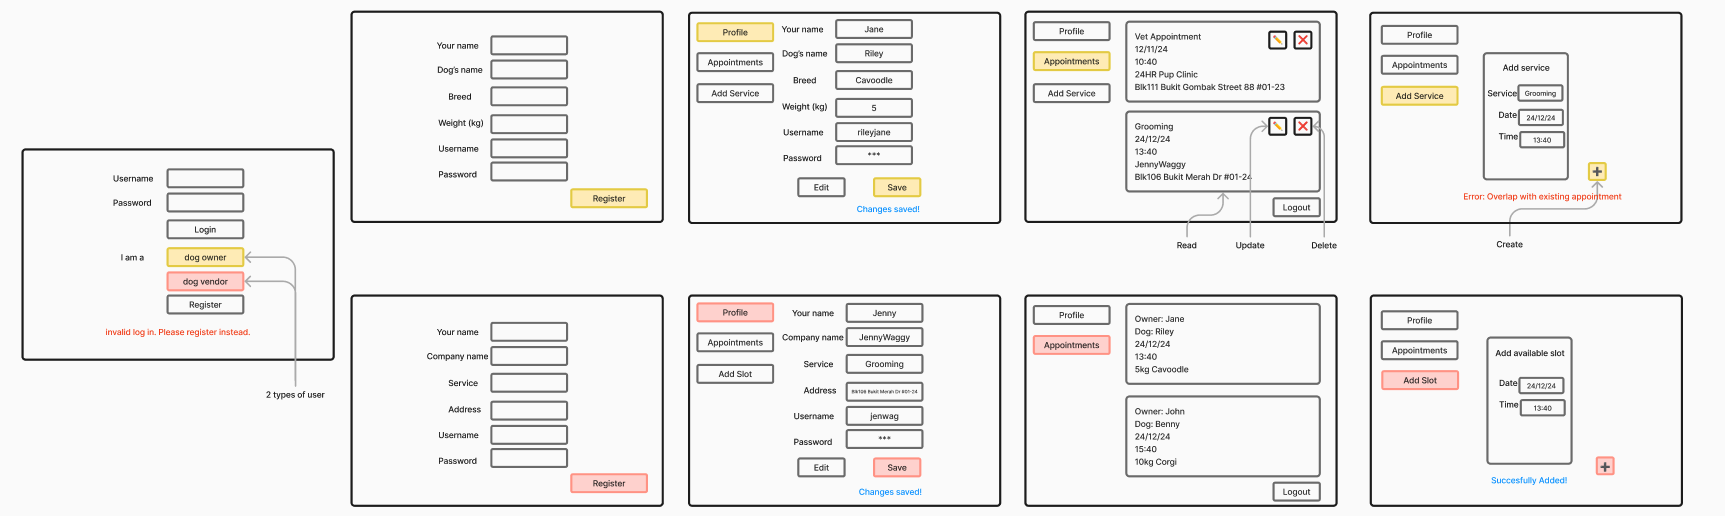 Username
Password
Login
I am a
dog owner
dog vendor
Register
invalid log in. Please register instead.
2 types of user
Your name
Dog's name
Breed
Weight (kg)
Username
Password
Register
Profile
Appointments
Add Service
Your name
Jane
Dog's name
Riley
Breed
Cavoodle
Weight (kg)
5
Username
rileyjane
Password
***
Edit
Save
Changes saved!
Profile
Appointments
Add Service
Vet Appointment
12/11/24
10:40
24HR Pup Clinic
Blk111 Bukit Gombak Street 88 #01-23
Grooming
24/12/24
13:40
JennyWaggy
Blk106 Bukit Merah Dr #01-24
Logout
Read
Update
Delete
Profile
Appointments
Add Service
Add service
Service
Grooming
Date
24/12/24
Time
13:40
Error: Overlap with existing appointment
Create
Your name
Company name
Service
Address
Username
Password
Register
Profile
Appointments
Add Slot
Your name
Jenny
Company name
JennyWaggy
Service
Grooming
Address
Blk106 Bukit Merah Dr #01-24
Username
jenwag
Password
***
Edit
Save
Changes saved!
Profile
Appointments
Owner: Jane
Dog: Riley
24/12/24
13:40
5kg Cavoodle
Owner: John
Dog: Benny
24/12/24
15:40
10kg Corgi
Logout
Profile
Appointments
Add Slot
Add available slot
Date
24/12/24
Time
13:40
Succesfully Added!